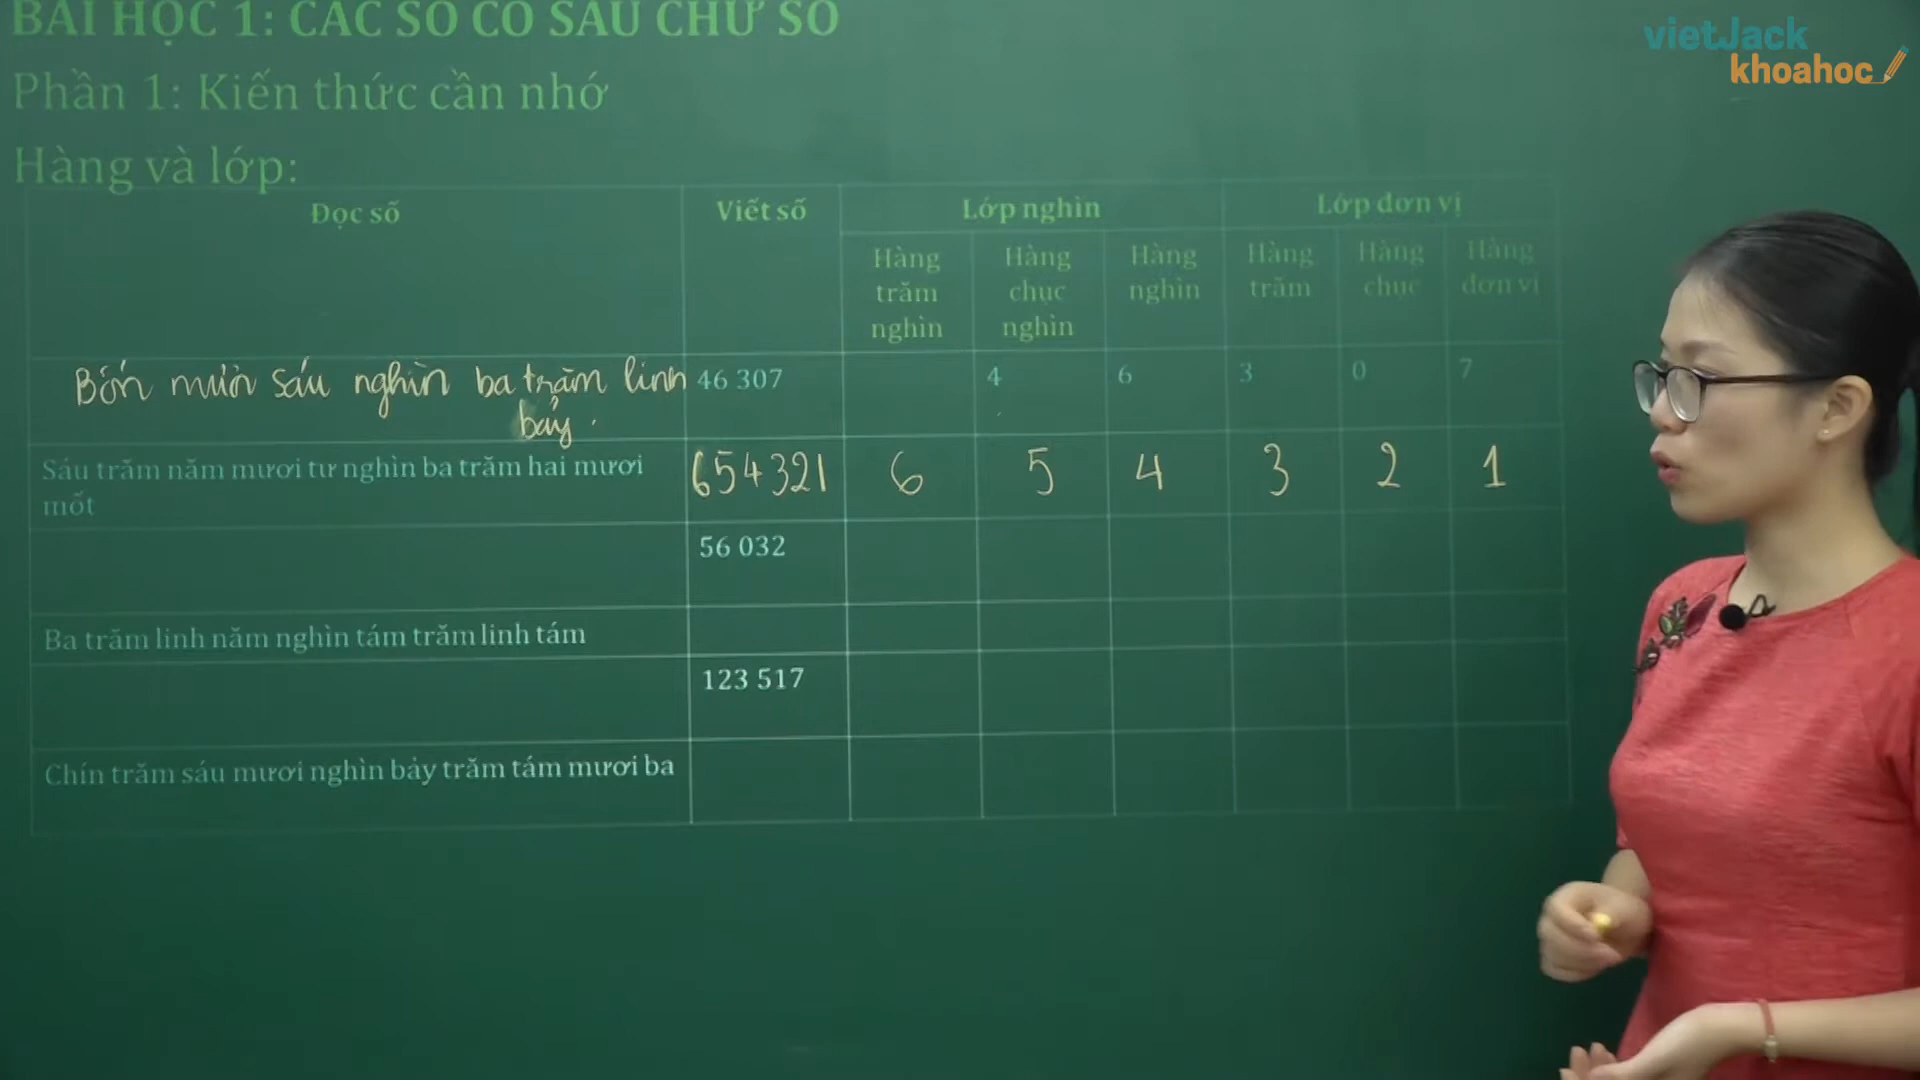 BÀI HỌC 1: CÁC SỐ CÓ SÁU CHỮ SỐ
vietJack
khoahoc
Phần 1: Kiến thức cần nhớ
Hàng và lớp:
Đọc số
Viết số
Lớp nghìn
Lớp đơn vị
Hàng trăm nghìn
Hàng chục nghìn
Hàng nghìn
Hàng trăm
Hàng chục
Hàng đơn vị
Bốn mươi sáu nghìn ba trăm linh
bảy.
46 307
4
6
3
0
7
Sáu trăm năm mươi tư nghìn ba trăm hai mươi
mốt
654321
6
5
4
3
2
1
56 032
Ba trăm linh năm nghìn tám trăm linh tám
123 517
Chín trăm sáu mươi nghìn bảy trăm tám mươi ba